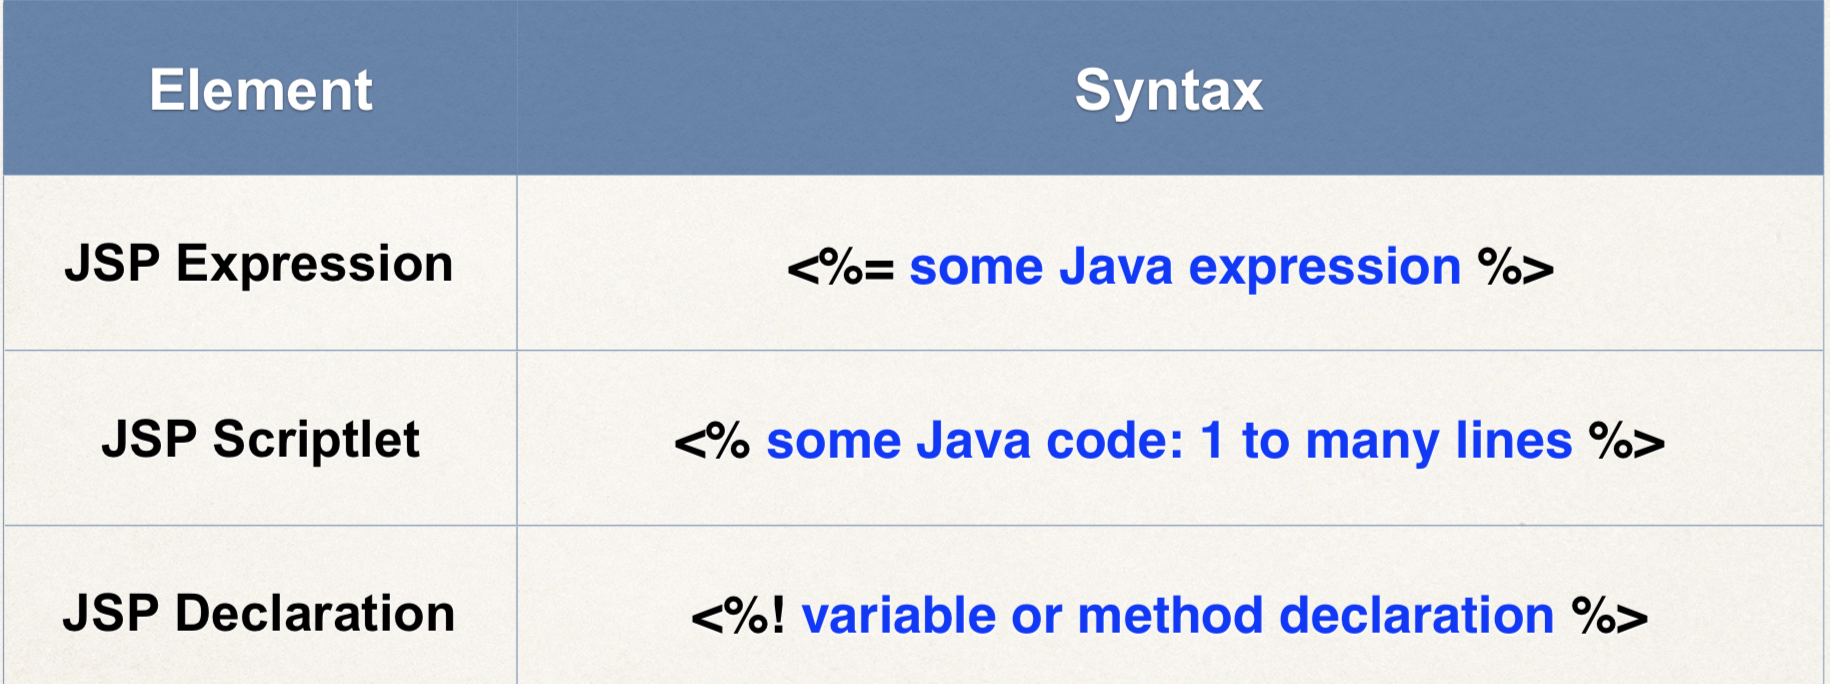 Element Syntax
JSP Expression <%= some Java expression %>
JSP Scriptlet <% some Java code: 1 to many lines %>
JSP Declaration <%! variable or method declaration %>